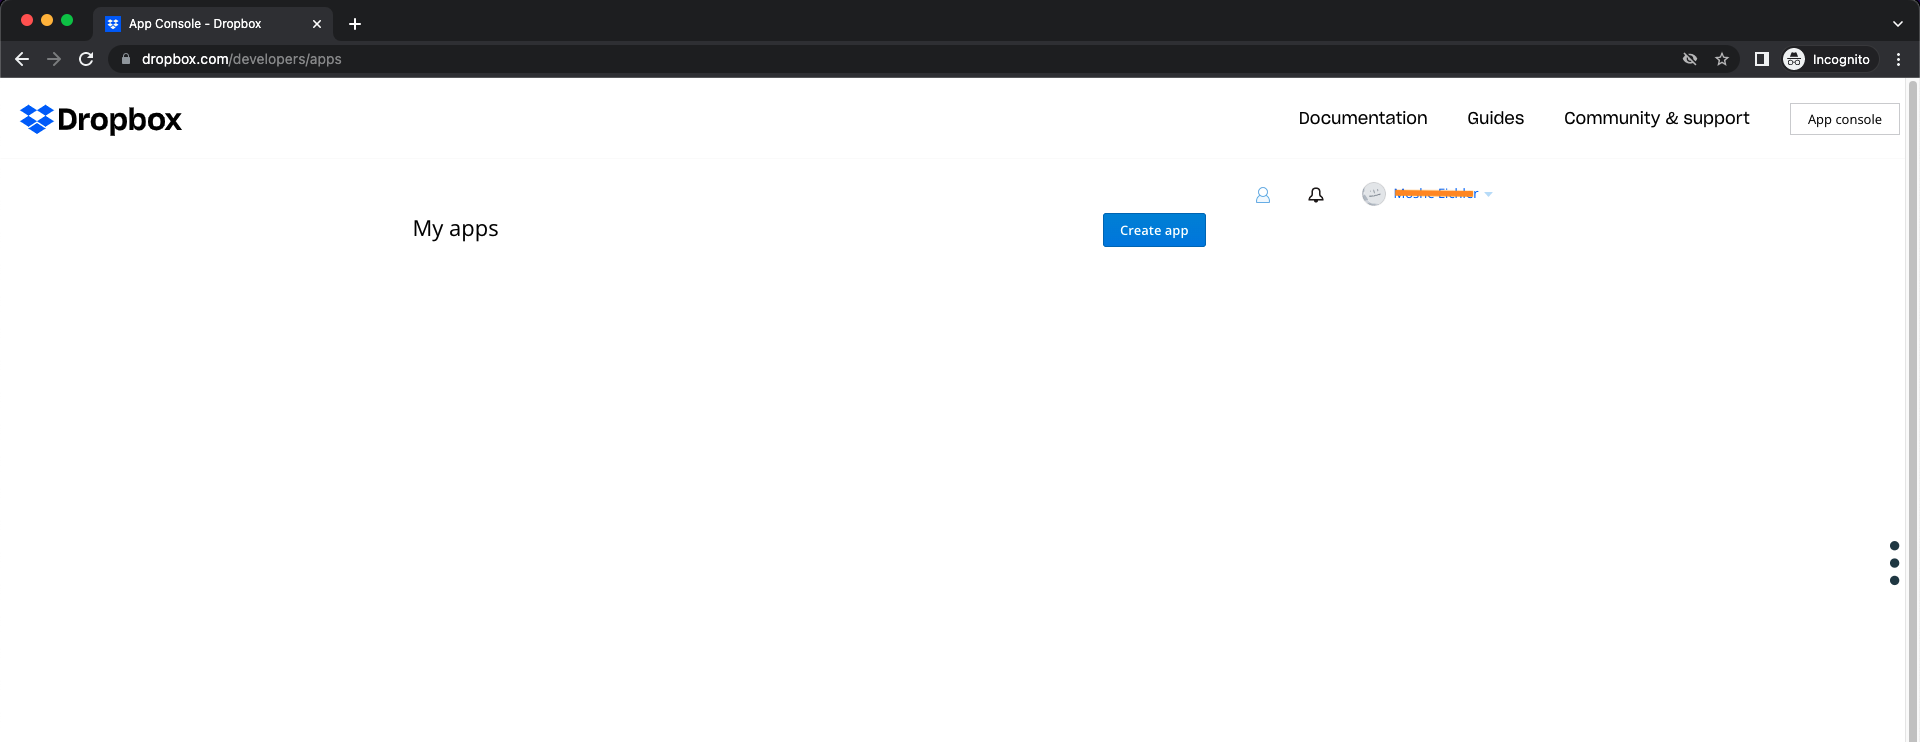 App Console - Dropbox
dropbox.com/developers/apps
Incognito
Dropbox
Documentation
Guides
Community & support
App console
My apps
Create app